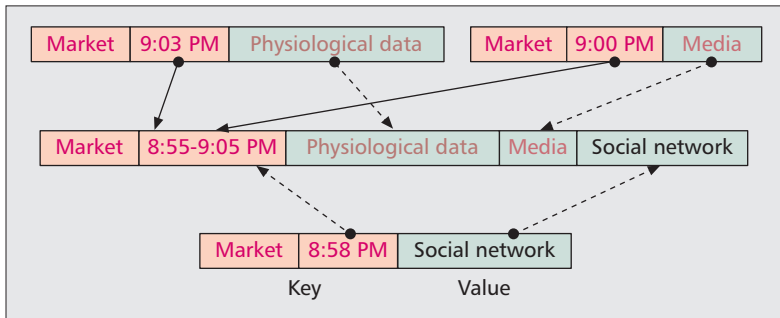 Market 9:03 PM Physiological data Market 9:00 PM Media
Market 8:55-9:05 PM Physiological data Media Social network
Market 8:58 PM Social network
Key Value